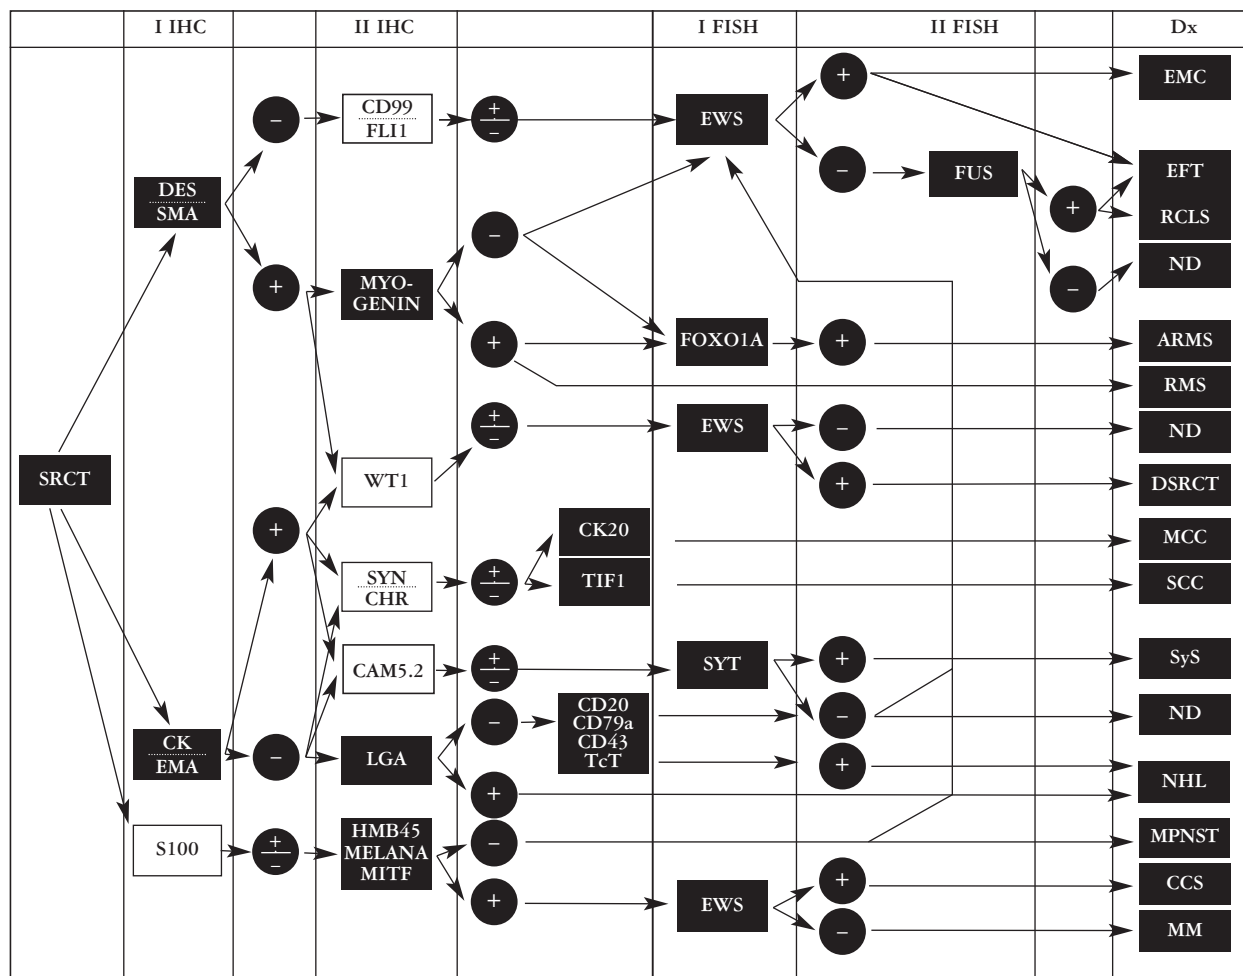 I IHC
II IHC
I FISH
II FISH
Dx
+
EMC
CD99
FLI1
−
+
−
EWS
−
FUS
EFT
RCLS
DES
SMA
+
−
ND
+
MYO-
GENIN
−
+
FOXO1A
+
ARMS
RMS
+
−
EWS
−
ND
SRCT
WT1
+
DSRCT
+
CK20
MCC
SYN
CHR
+
−
TIF1
SCC
CAM5.2
+
−
SYT
+
SyS
CD20
CD79a
CD43
TcT
−
−
ND
CK
EMA
−
LGA
+
NHL
+
S100
+
−
HMB45
MELANA
MITF
−
MPNST
+
EWS
+
CCS
−
MM